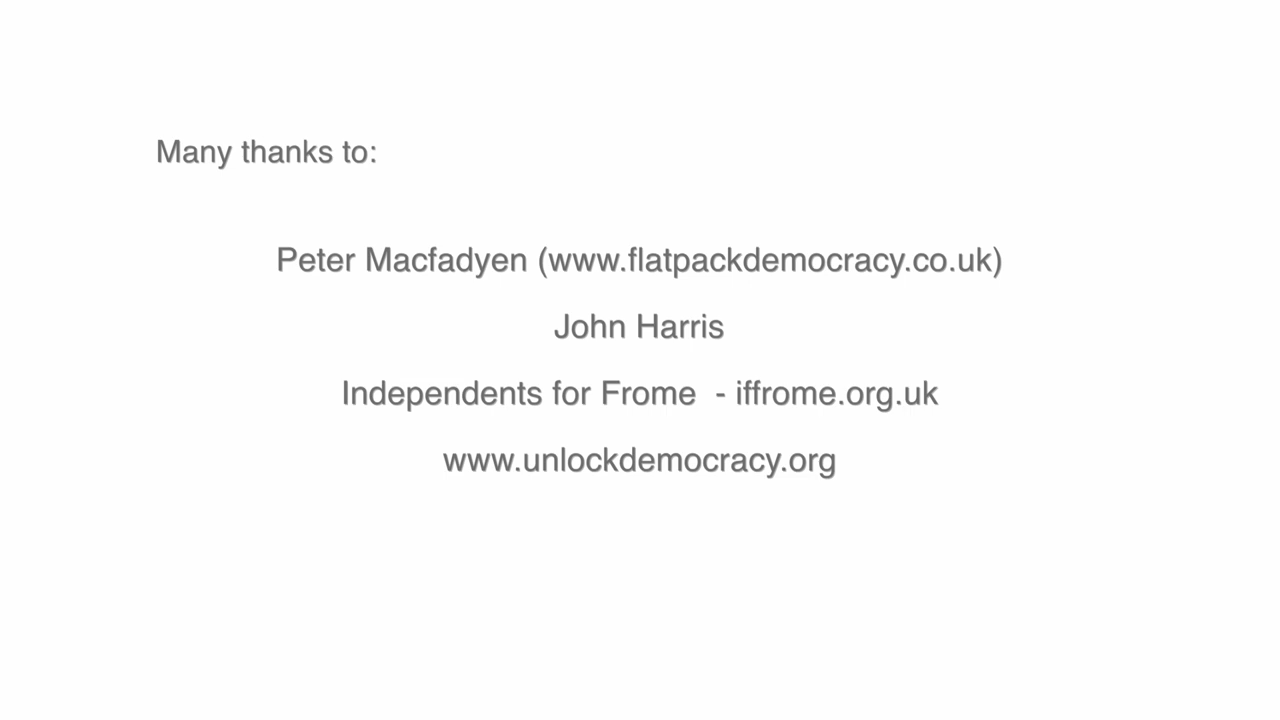 Many thanks to:
Peter Macfadyen (www.flatpackdemocracy.co.uk)
John Harris
Independents for Frome  - iffrome.org.uk
www.unlockdemocracy.org